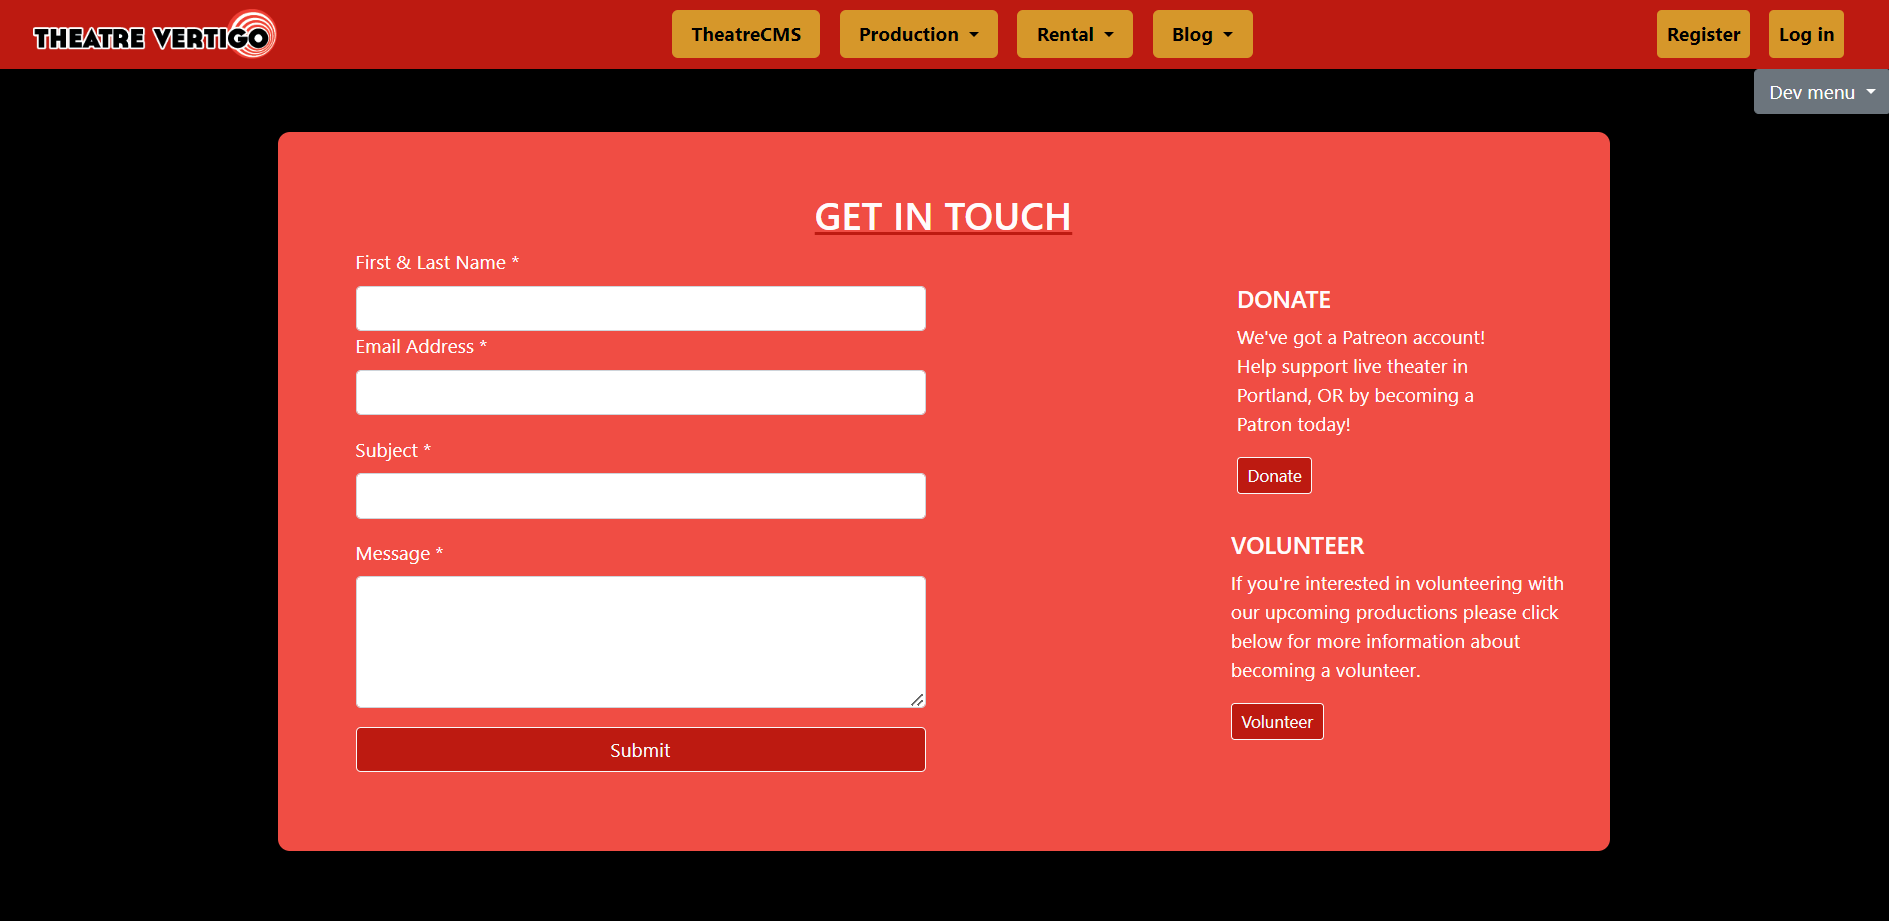 THEATRE VERTIGO
TheatreCMS
Production
Rental
Blog
Register
Log in
Dev menu
GET IN TOUCH
First & Last Name *
Email Address *
Subject *
Message *
Submit
DONATE
We've got a Patreon account!
Help support live theater in
Portland, OR by becoming a
Patron today!
Donate
VOLUNTEER
If you're interested in volunteering with
our upcoming productions please click
below for more information about
becoming a volunteer.
Volunteer